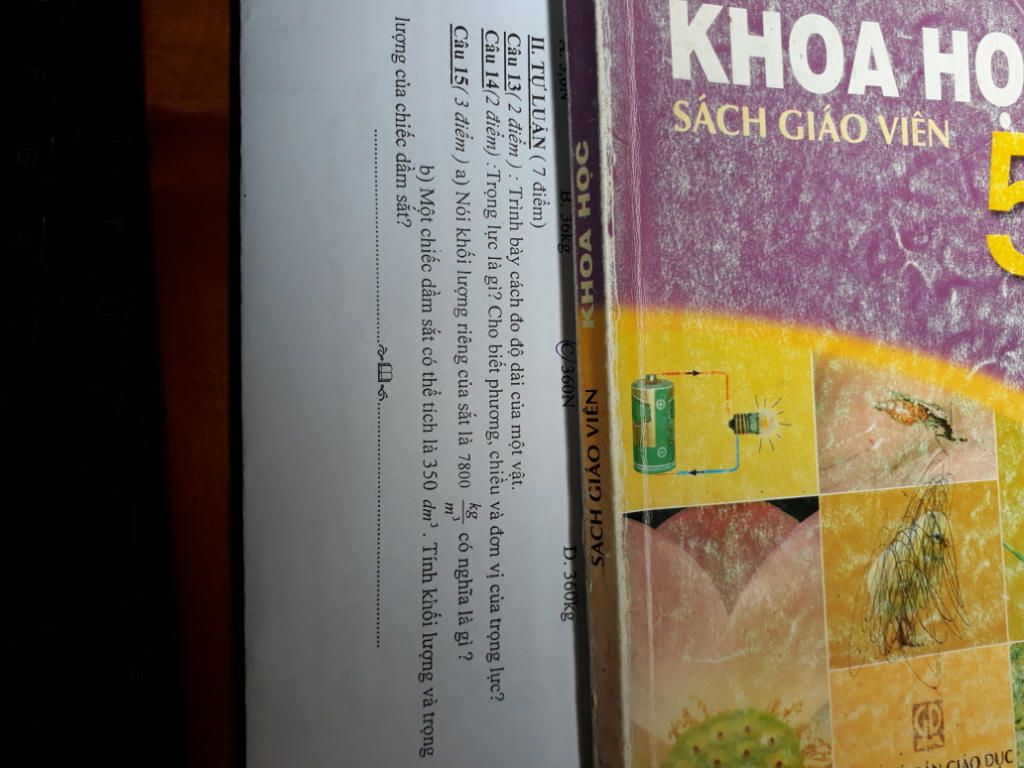 B. 36kg
C/360N
D. 360kg
II. TỰ LUẬN ( 7 điểm)
Câu 13( 2 điểm ) : Trình bày cách đo độ dài của một vật.
Câu 14(2 điểm) : Trọng lực là gì? Cho biết phương, chiều và đơn vị của trọng lực?
Câu 15( 3 điểm ) a) Nói khối lượng riêng của sắt là 7800 kg/m³ có nghĩa là gì ?
b) Một chiếc dầm sắt có thể tích là 350 dm³ . Tính khối lượng và trọng
lượng của chiếc dầm sắt?
KHOA HỌC
SÁCH GIÁO VIÊN
KHOA HỌ
SÁCH GIÁO VIÊN
5
GIÁO DỤC